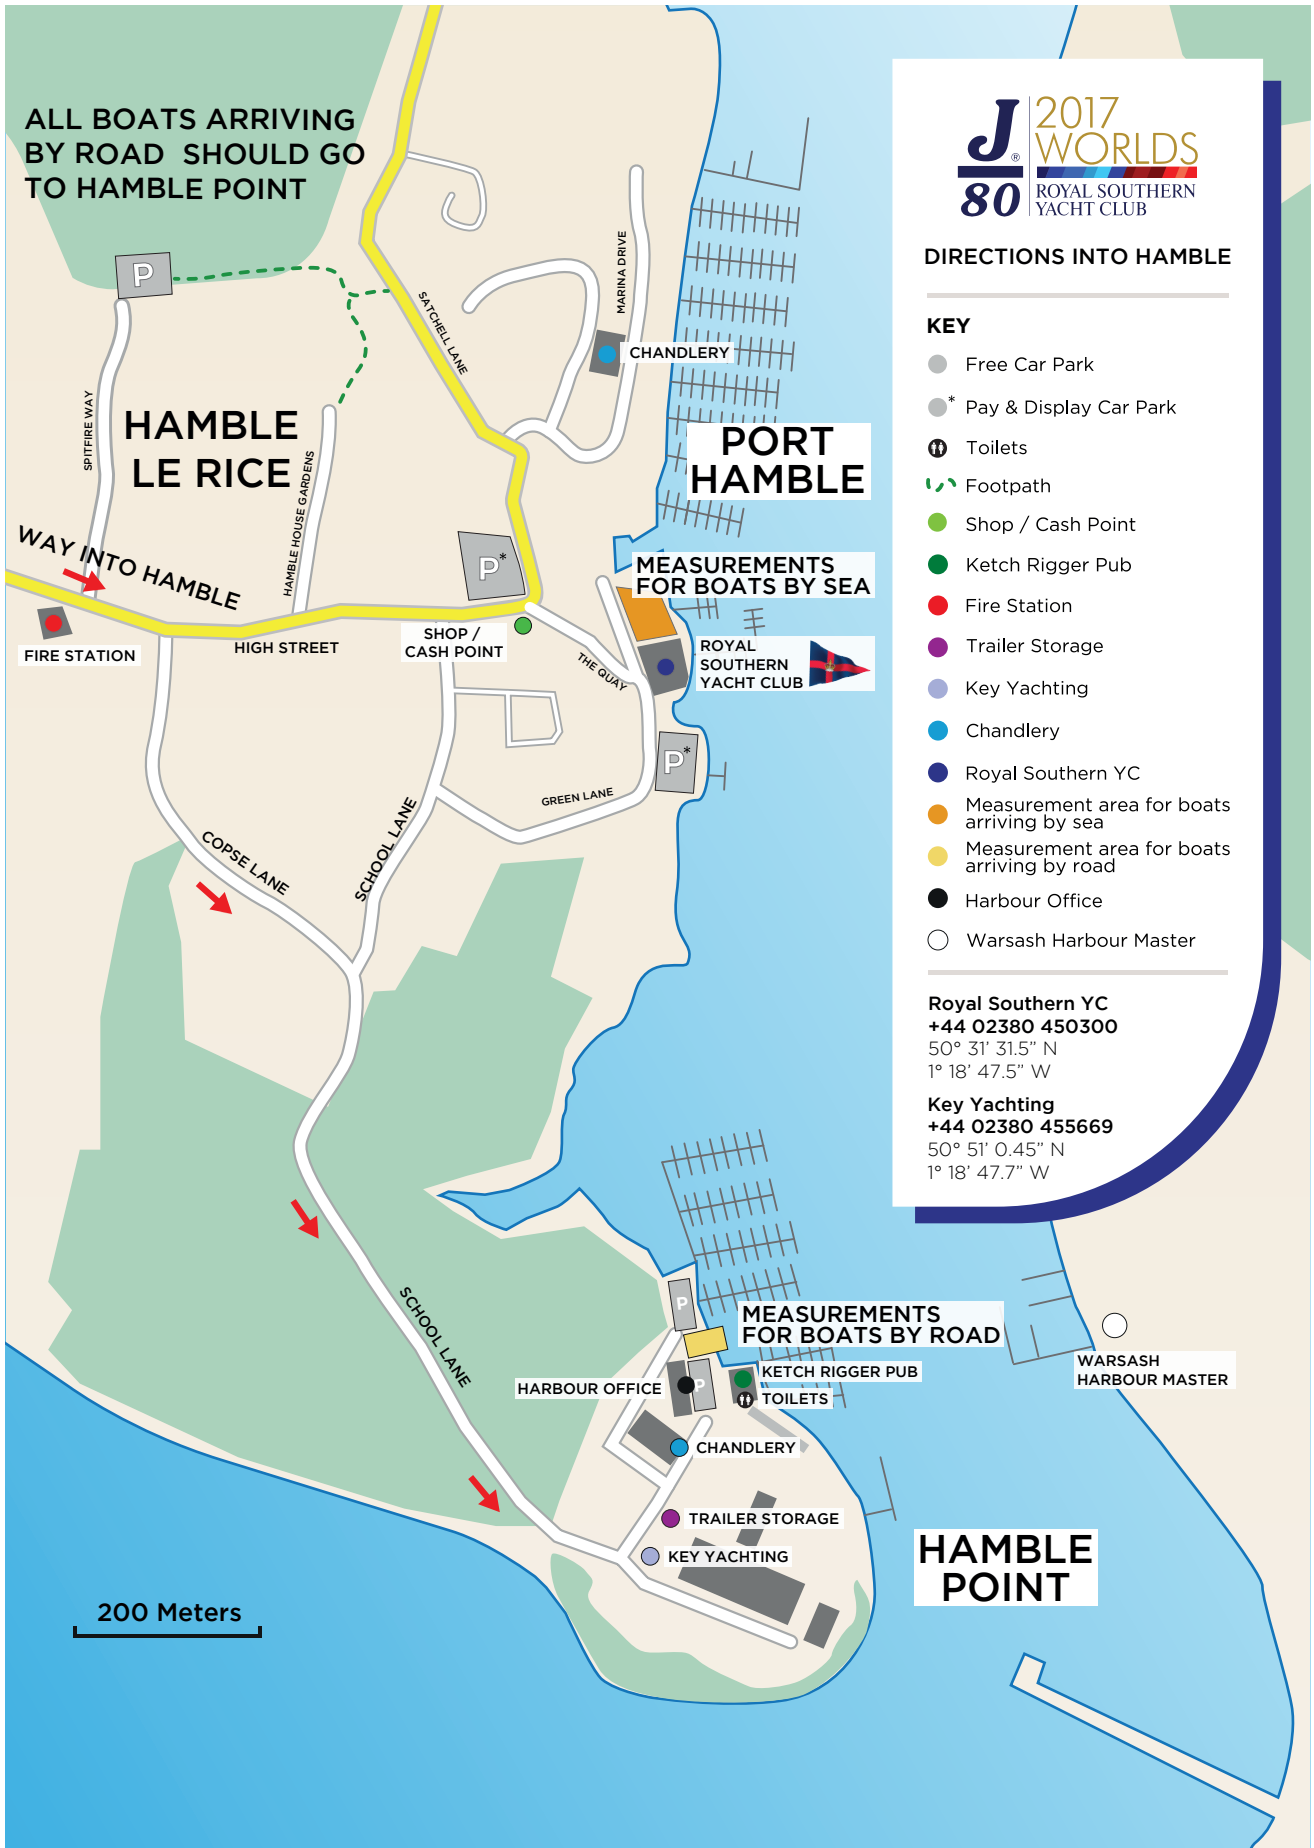 ALL BOATS ARRIVING
BY ROAD SHOULD GO
TO HAMBLE POINT
J®
80
2017
WORLDS
ROYAL SOUTHERN
YACHT CLUB
DIRECTIONS INTO HAMBLE
KEY
Free Car Park
* Pay & Display Car Park
Toilets
Footpath
Shop / Cash Point
Ketch Rigger Pub
Fire Station
Trailer Storage
Key Yachting
Chandlery
Royal Southern YC
Measurement area for boats
arriving by sea
Measurement area for boats
arriving by road
Harbour Office
Warsash Harbour Master
Royal Southern YC
+44 02380 450300
50° 31’ 31.5” N
1° 18’ 47.5” W
Key Yachting
+44 02380 455669
50° 51’ 0.45” N
1° 18’ 47.7” W
P
SATCHELL LANE
MARINA DRIVE
CHANDLERY
SPITFIRE WAY
HAMBLE
LE RICE
HAMBLE HOUSE GARDENS
PORT
HAMBLE
WAY INTO HAMBLE
P*
MEASUREMENTS
FOR BOATS BY SEA
FIRE STATION
HIGH STREET
SHOP /
CASH POINT
THE QUAY
ROYAL
SOUTHERN
YACHT CLUB
P*
GREEN LANE
COPSE LANE
SCHOOL LANE
SCHOOL LANE
P
MEASUREMENTS
FOR BOATS BY ROAD
HARBOUR OFFICE
P
KETCH RIGGER PUB
TOILETS
WARSASH
HARBOUR MASTER
CHANDLERY
TRAILER STORAGE
KEY YACHTING
HAMBLE
POINT
200 Meters